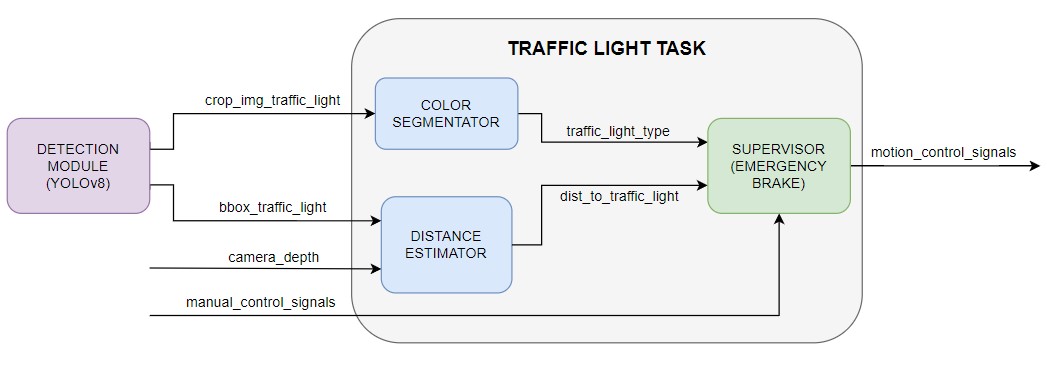 TRAFFIC LIGHT TASK
crop_img_traffic_light
COLOR
SEGMENTATOR
traffic_light_type
DETECTION
MODULE
(YOLOv8)
SUPERVISOR
(EMERGENCY
BRAKE)
motion_control_signals
bbox_traffic_light
dist_to_traffic_light
DISTANCE
ESTIMATOR
camera_depth
manual_control_signals